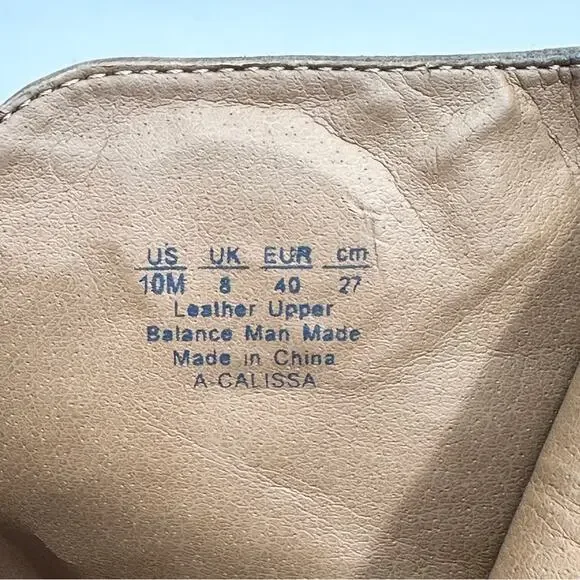 US UK EUR cm
10M 8 40 27
Leather Upper
Balance Man Made
Made in China
A CALISSA